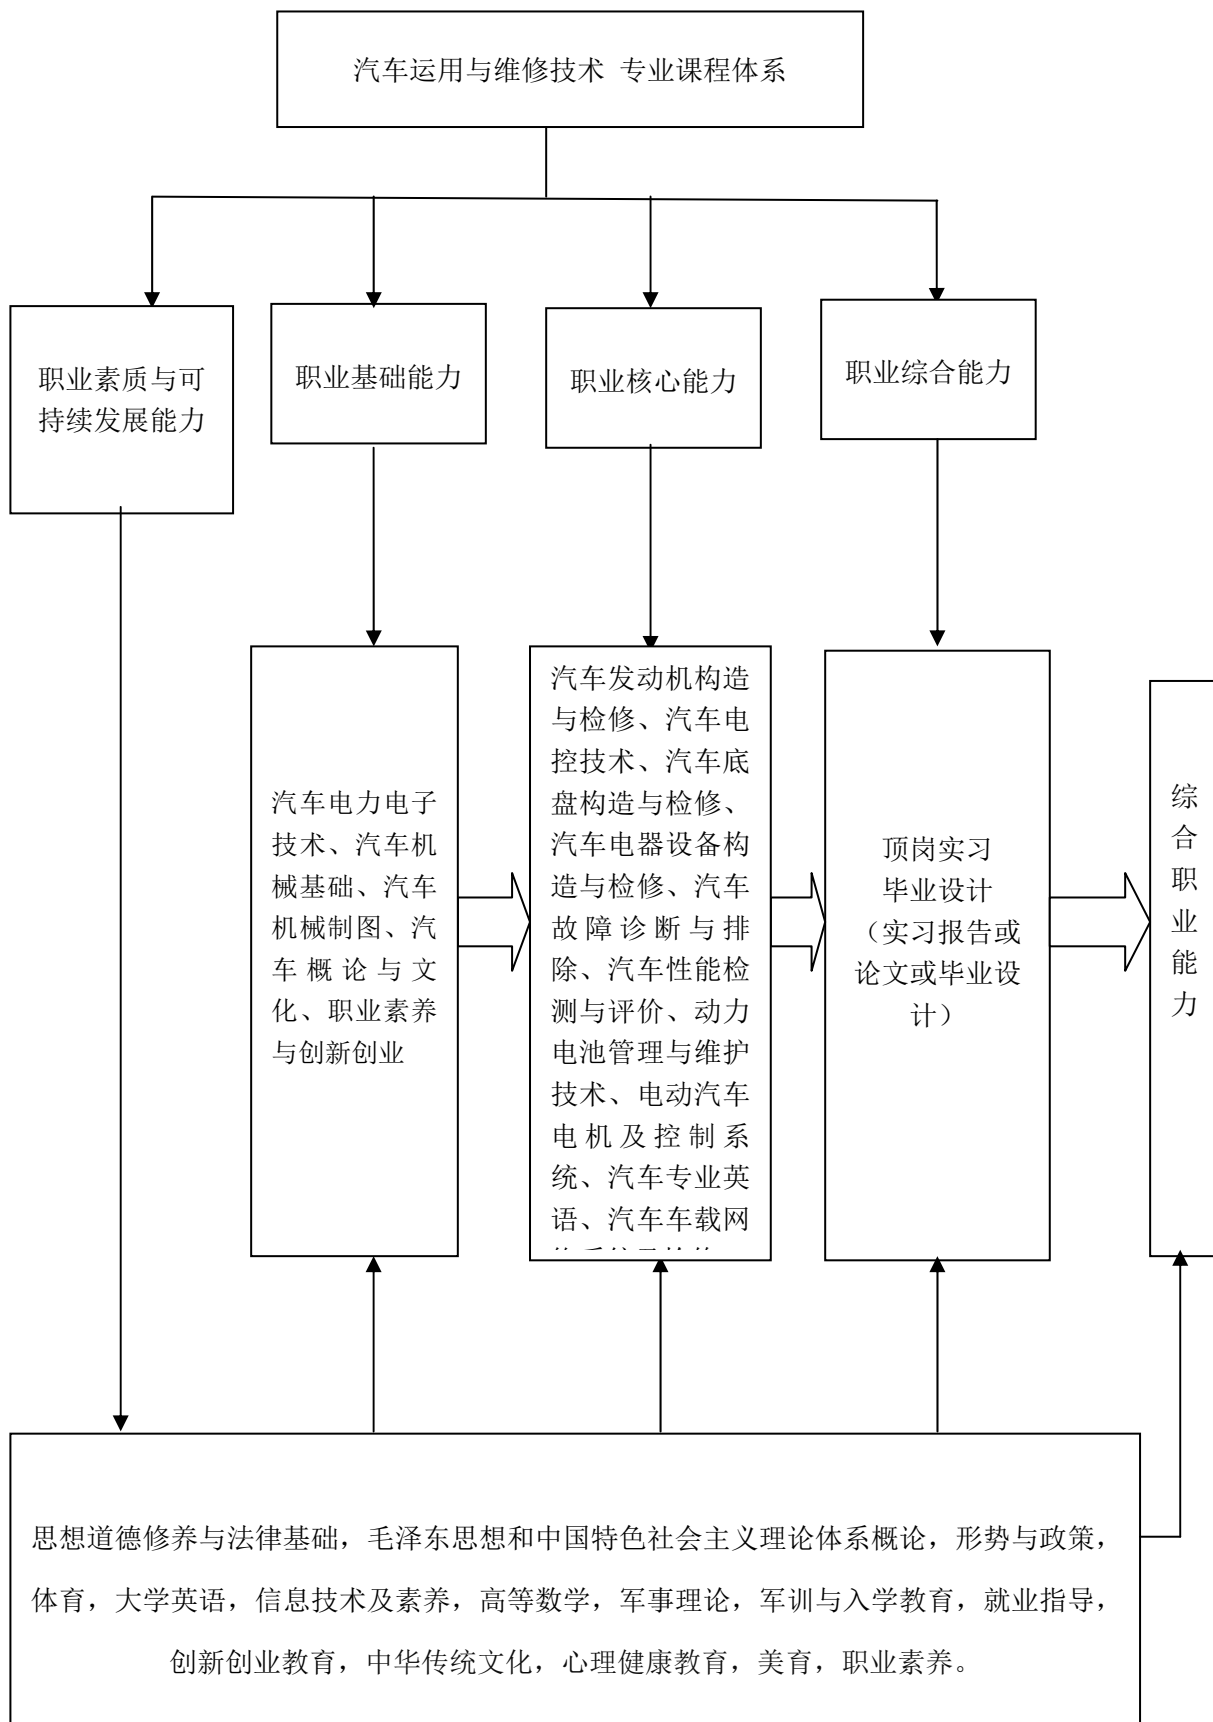 汽车运用与维修技术 专业课程体系
职业素质与可
持续发展能力
职业基础能力
职业核心能力
职业综合能力
汽车电力电子
技术、汽车机
械基础、汽车
机械制图、汽
车概论与文
化、职业素养
与创新创业
汽车发动机构造
与检修、汽车电
控技术、汽车底
盘构造与检修、
汽车电器设备构
造与检修、汽车
故障诊断与排
除、汽车性能检
测与评价、动力
电池管理与维护
技术、电动汽车
电机及控制系
统、汽车专业英
语、汽车车载网
顶岗实习
毕业设计
（实习报告或
论文或毕业设
计）
综
合
职
业
能
力
思想道德修养与法律基础，毛泽东思想和中国特色社会主义理论体系概论，形势与政策，
体育，大学英语，信息技术及素养，高等数学，军事理论，军训与入学教育，就业指导，
创新创业教育，中华传统文化，心理健康教育，美育，职业素养。